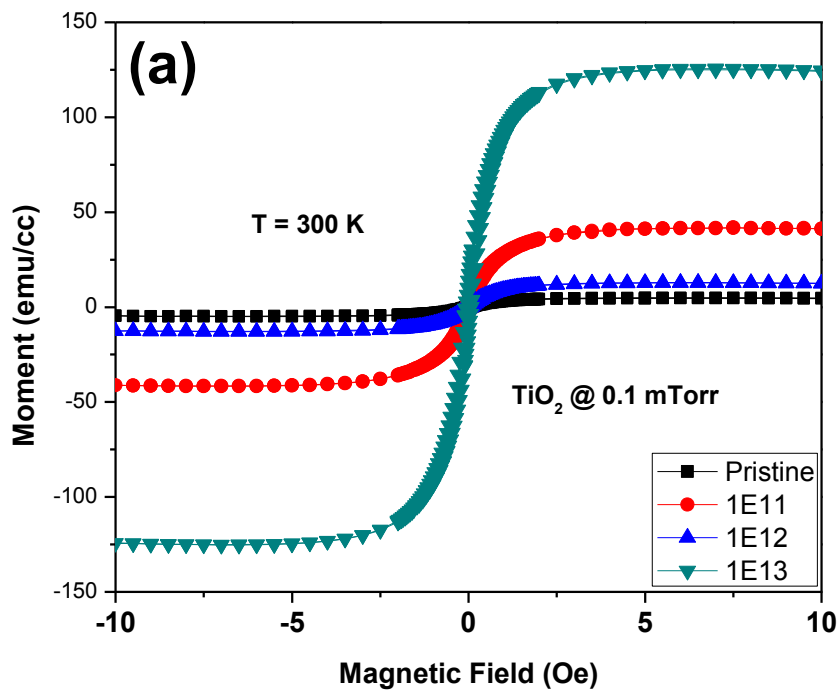 (a)
150
100
50
0
-50
-100
-150
Moment (emu/cc)
T = 300 K
TiO₂ @ 0.1 mTorr
Pristine
1E11
1E12
1E13
-10 -5 0 5 10
Magnetic Field (Oe)